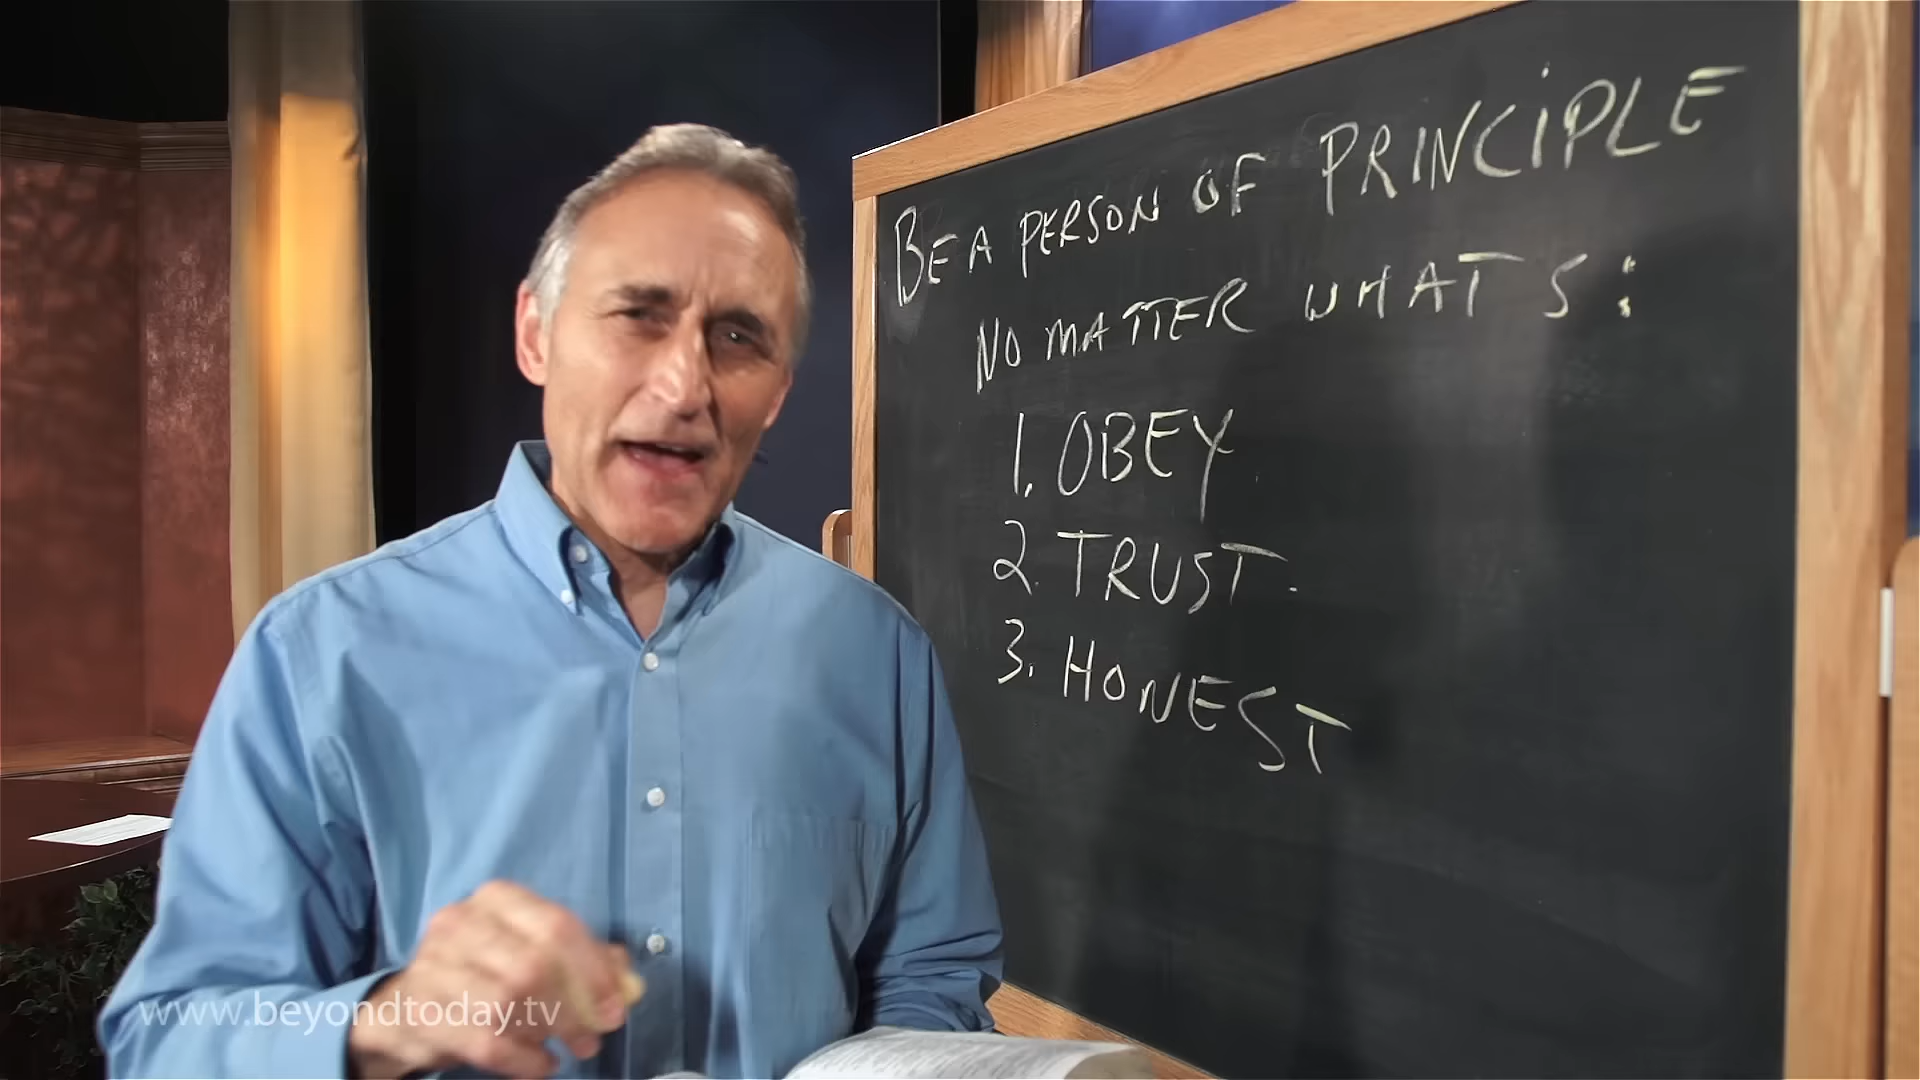 BE A PERSON OF PRINCIPLE
NO MATTER WHAT S :
1. OBEY
2. TRUST.
3. HONEST
www.beyondtoday.tv